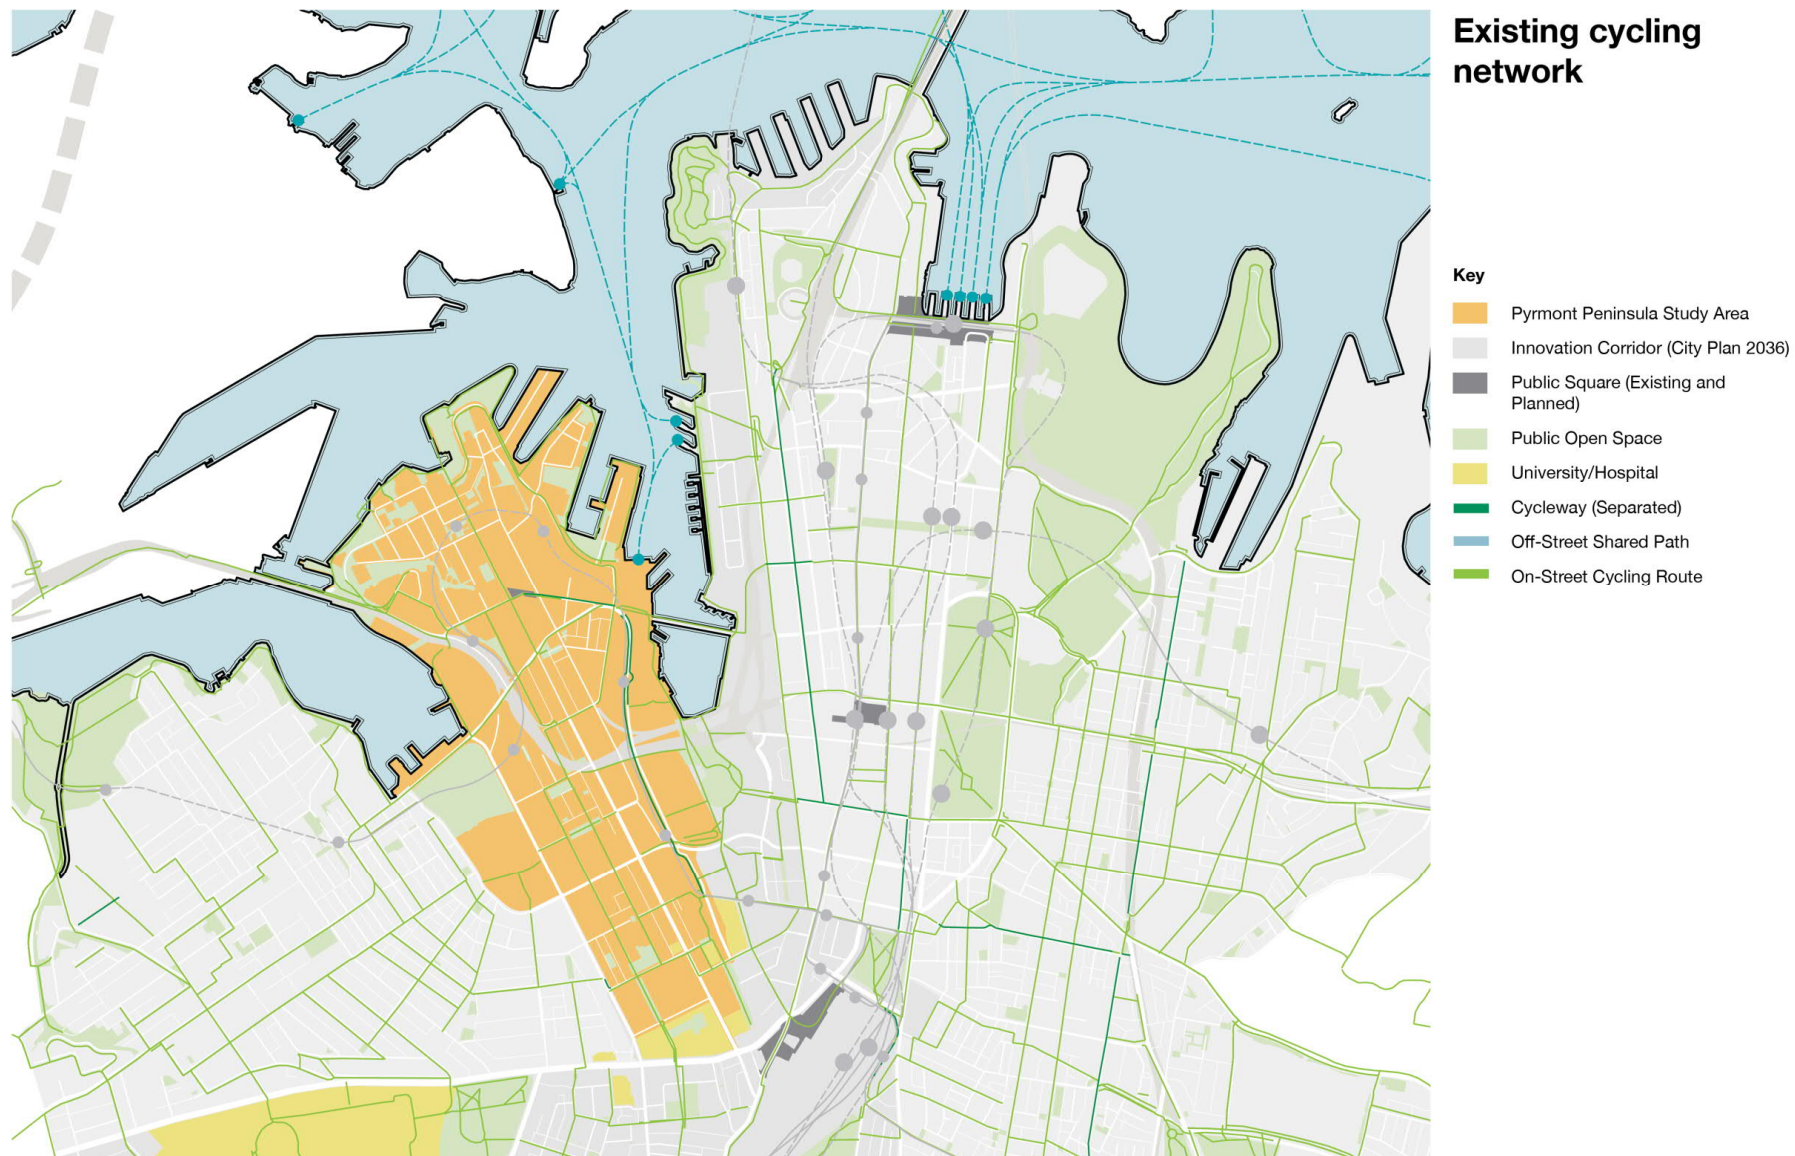 Existing cycling
network
Key
Pyrmont Peninsula Study Area
Innovation Corridor (City Plan 2036)
Public Square (Existing and
Planned)
Public Open Space
University/Hospital
Cycleway (Separated)
Off-Street Shared Path
On-Street Cycling Route